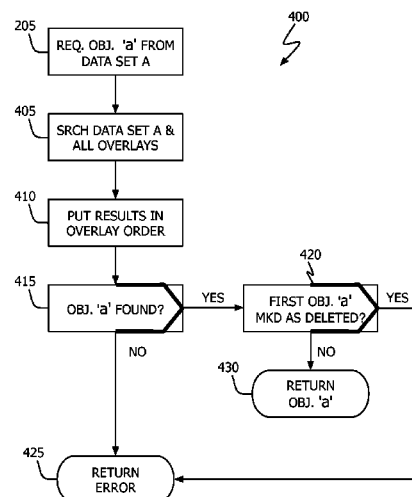 205
REQ. OBJ. 'a' FROM
DATA SET A
400
405
SRCH DATA SET A &
ALL OVERLAYS
410
PUT RESULTS IN
OVERLAY ORDER
415
OBJ. 'a' FOUND?
YES
NO
420
FIRST OBJ. 'a'
MKD AS DELETED?
YES
NO
430
RETURN
OBJ. 'a'
425
RETURN
ERROR